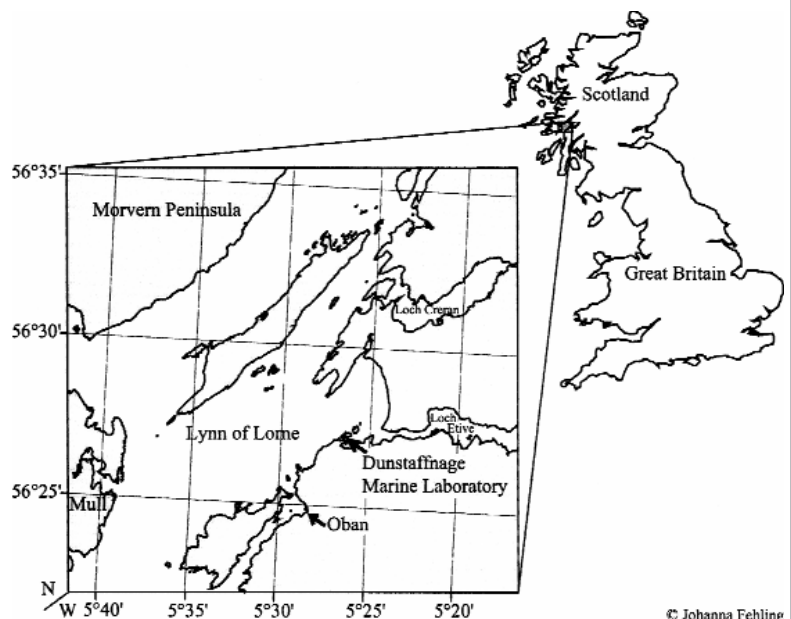 Scotland
56°35'
Morvern Peninsula
Great Britain
Loch Creran
56°30'
Loch
Etive
Lynn of Lorne
Dunstaffnage
Marine Laboratory
56°25'
Mull
Oban
N
W 5°40' 5°35' 5°30' 5°25' 5°20'
© Johanna Fehling